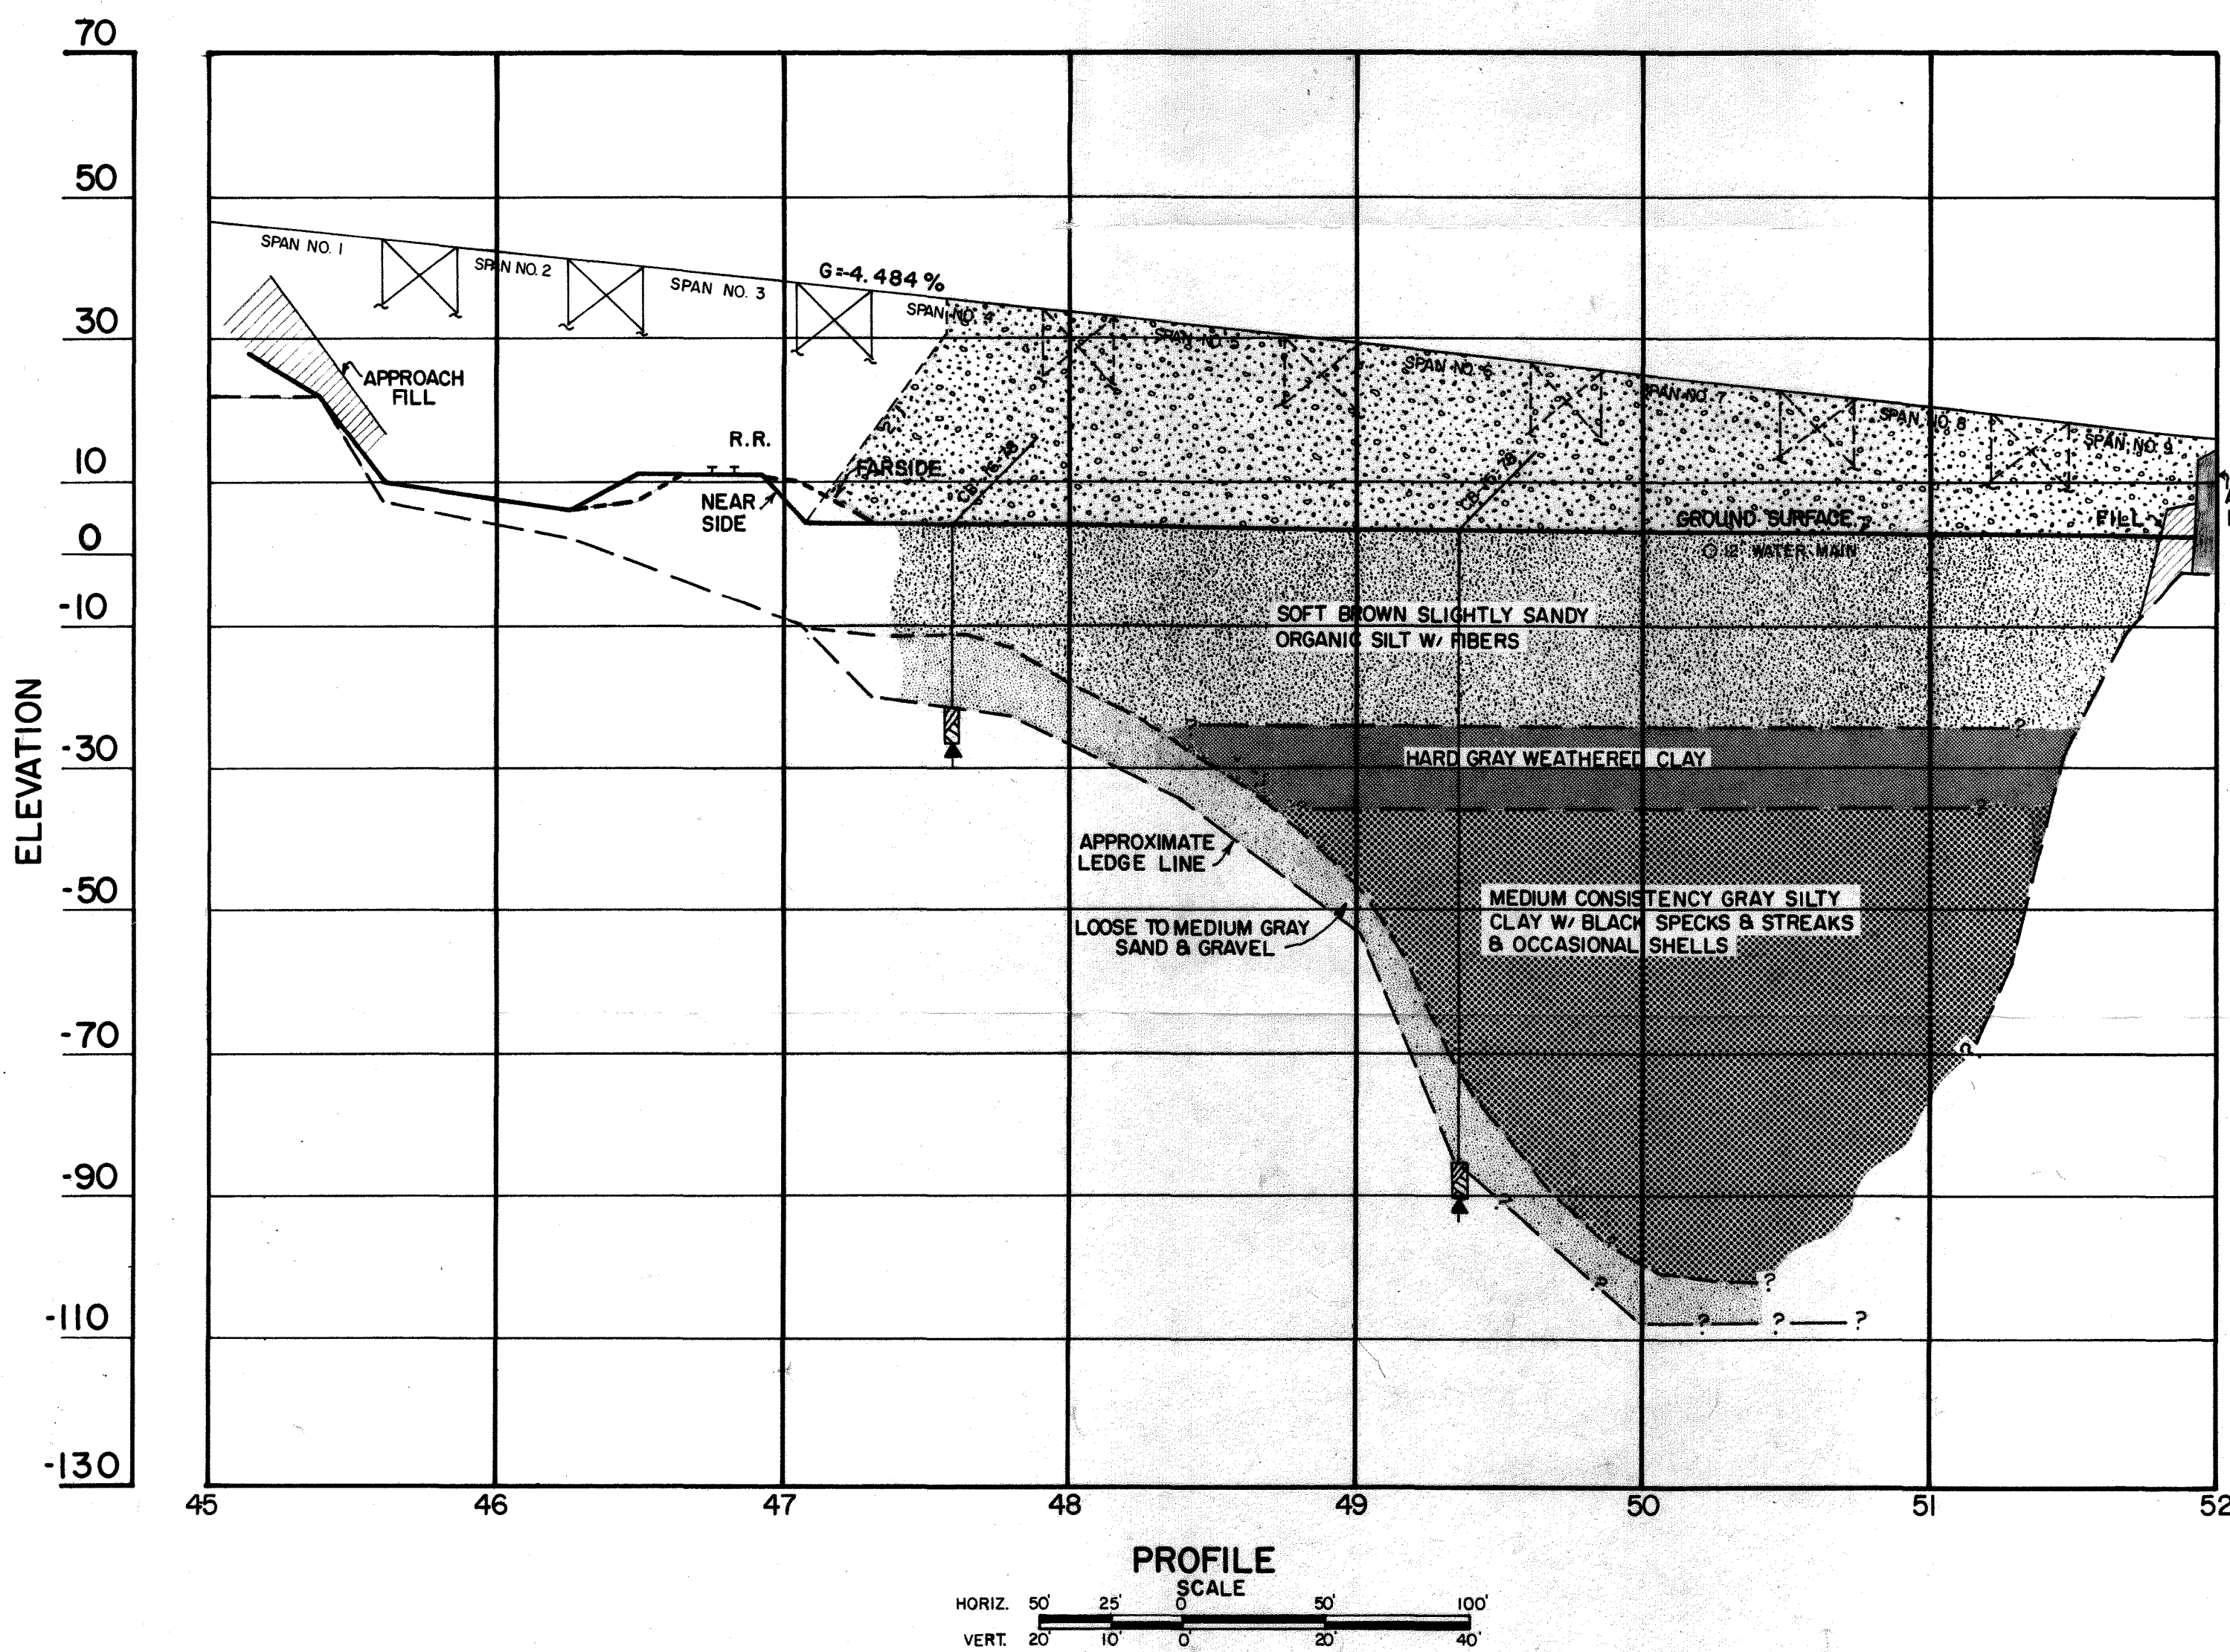 70
50
30
10
0
-10
-30
-50
-70
-90
-110
-130
ELEVATION
SPAN NO. 1
SPAN NO. 2
SPAN NO. 3
G=-4.484 %
SPAN NO. 4
SPAN NO. 5
SPAN NO. 6
SPAN NO. 7
SPAN NO. 8
SPAN NO. 9
APPROACH
FILL
R.R.
FARSIDE
NEAR
SIDE
CB-16-78
GROUND SURFACE
FILL
12" WATER MAIN
SOFT BROWN SLIGHTLY SANDY
ORGANIC SILT W/ FIBERS
?
?
HARD GRAY WEATHERED CLAY
?
APPROXIMATE
LEDGE LINE
LOOSE TO MEDIUM GRAY
SAND & GRAVEL
MEDIUM CONSISTENCY GRAY SILTY
CLAY W/ BLACK SPECKS & STREAKS
& OCCASIONAL SHELLS
?
?
?
?
?
?
?
?
45
46
47
48
49
50
51
52
PROFILE
SCALE
HORIZ. 50' 25' 0' 50' 100'
VERT. 20' 10' 0' 20' 40'